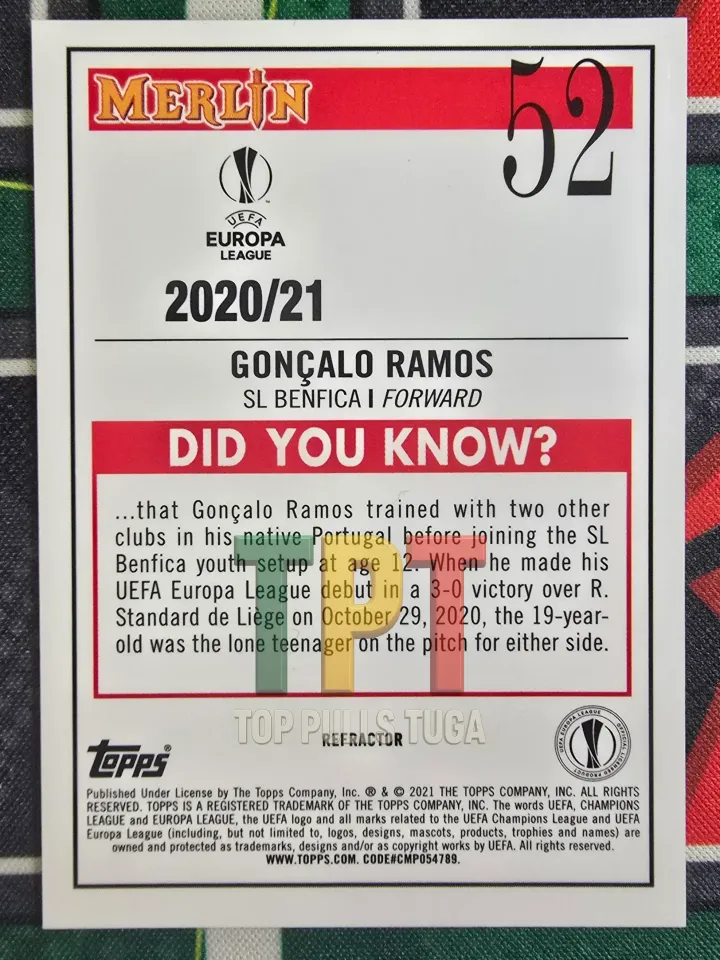 MERLIN
52
UEFA
EUROPA
LEAGUE
2020/21
GONÇALO RAMOS
SL BENFICA I FORWARD
DID YOU KNOW?
...that Gonçalo Ramos trained with two other
clubs in his native Portugal before joining the SL
Benfica youth setup at age 12. When he made his
UEFA Europa League debut in a 3-0 victory over R.
Standard de Liège on October 29, 2020, the 19-year-
old was the lone teenager on the pitch for either side.
TPT
TOP PULLS TUGA
REFRACTOR
Topps®
UEFA EUROPA LEAGUE OFFICIAL LICENSED PRODUCT
Published Under License by The Topps Company, Inc. ® & © 2021 THE TOPPS COMPANY, INC. ALL RIGHTS
RESERVED. TOPPS IS A REGISTERED TRADEMARK OF THE TOPPS COMPANY, INC. The words UEFA, CHAMPIONS
LEAGUE and EUROPA LEAGUE, the UEFA logo and all marks related to the UEFA Champions League and UEFA
Europa League (including, but not limited to, logos, designs, mascots, products, trophies and names) are
owned and protected as trademarks, designs and/or as copyright works by UEFA. All rights reserved.
WWW.TOPPS.COM. CODE#CMP054789.